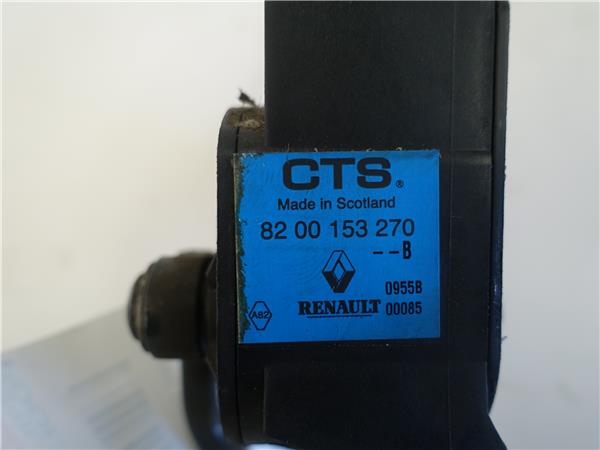 CTS®
Made in Scotland
82 00 153 270
--B
0955B
RENAULT 00085
A82